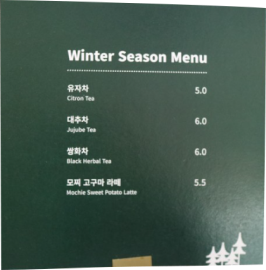 Winter Season Menu
유자차 5.0
Citron Tea
대추차 6.0
Jujube Tea
쌍화차 6.0
Black Herbal Tea
모찌 고구마 라떼 5.5
Mochie Sweet Potato Latte